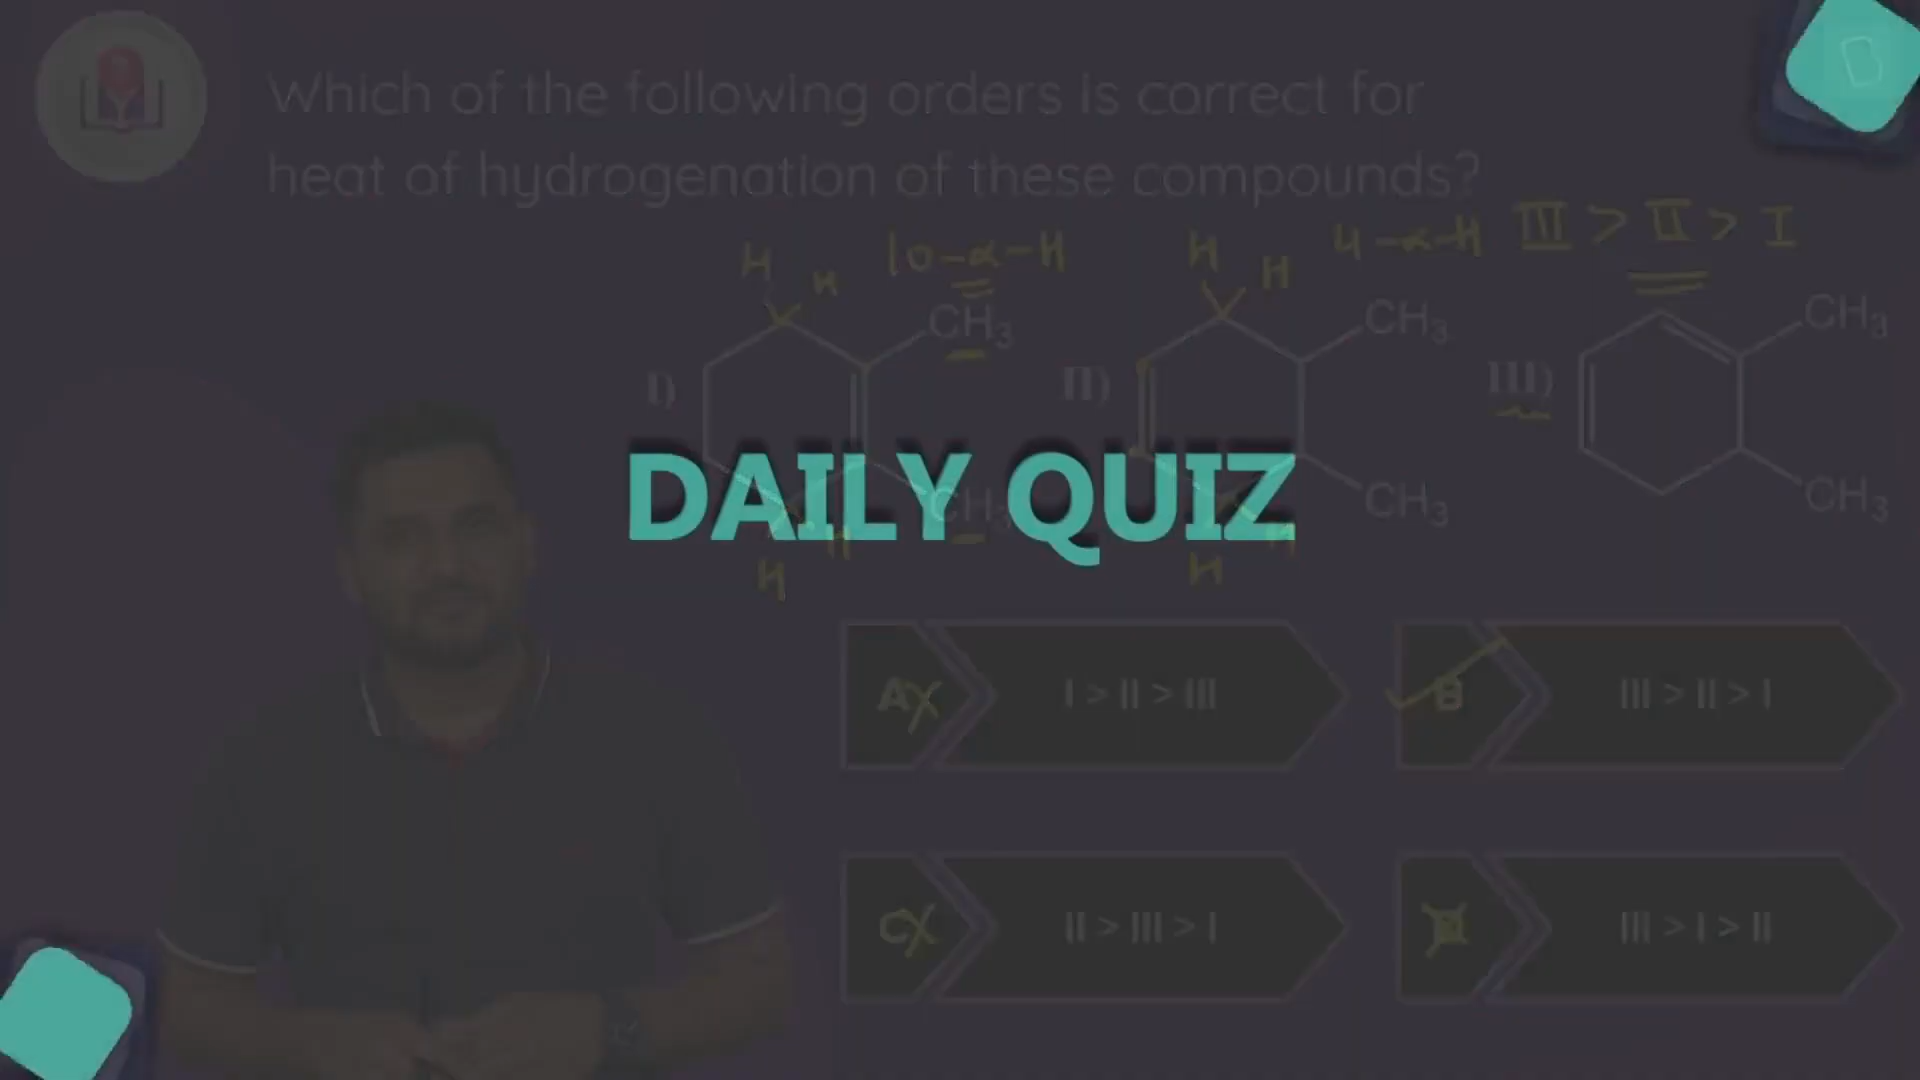 Which of the following orders is correct for
heat of hydrogenation of these compounds?
III > II > I
H H 10-α-H
H H 4-α-H
I) CH3 CH3
H H
II) CH3 CH3
H H
III) CH3 CH3
DAILY QUIZ
A I > II > III
B III > II > I
C II > III > I
III > I > II